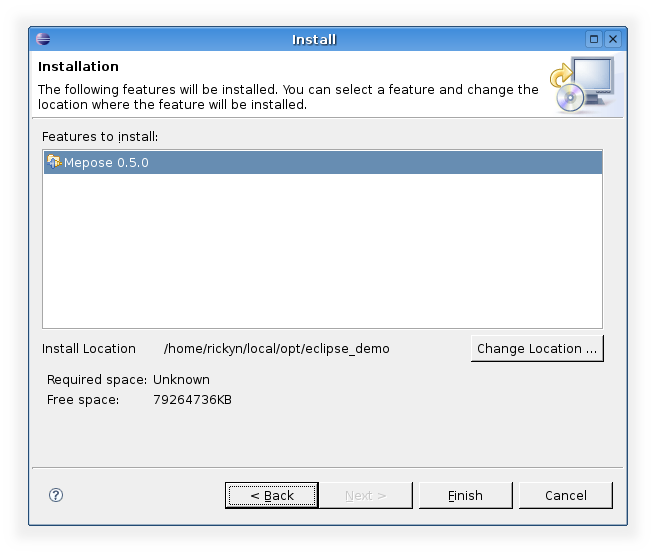 Install
Installation
The following features will be installed. You can select a feature and change the
location where the feature will be installed.
Features to install:
Mepose 0.5.0
Install Location /home/rickyn/local/opt/eclipse_demo Change Location ...
Required space: Unknown
Free space: 79264736KB
? < Back Next > Finish Cancel